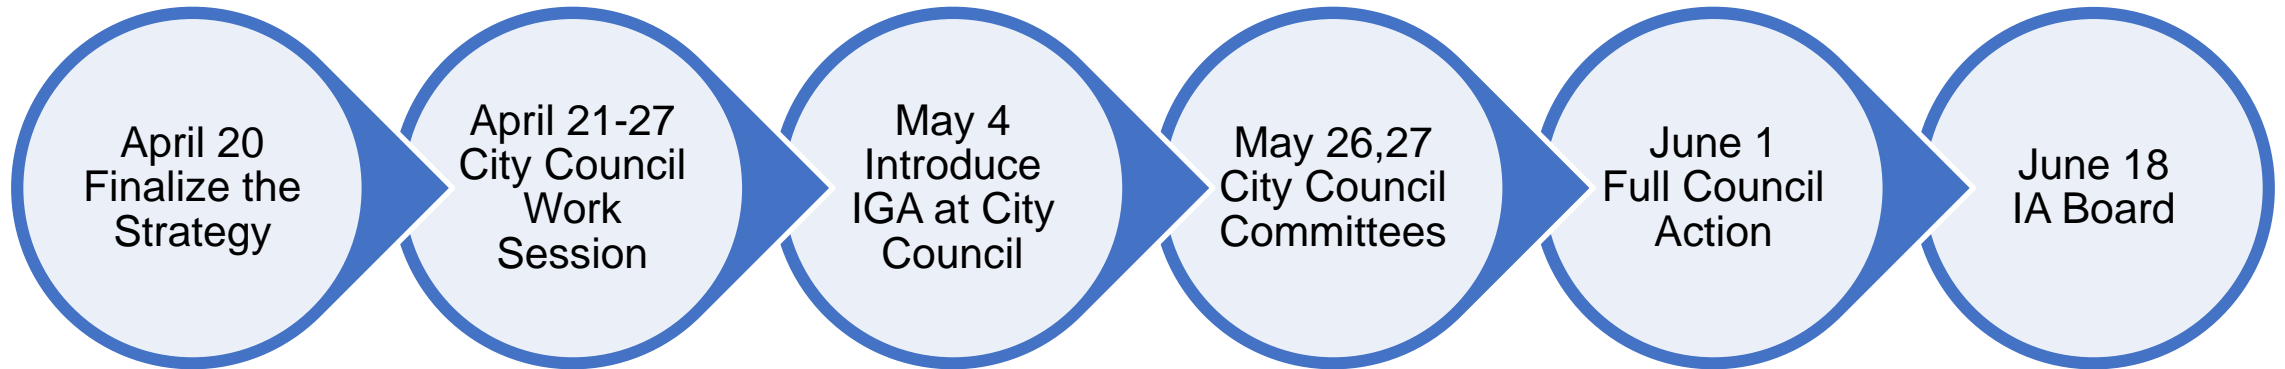 April 20
Finalize the
Strategy
April 21-27
City Council
Work
Session
May 4
Introduce
IGA at City
Council
May 26,27
City Council
Committees
June 1
Full Council
Action
June 18
IA Board